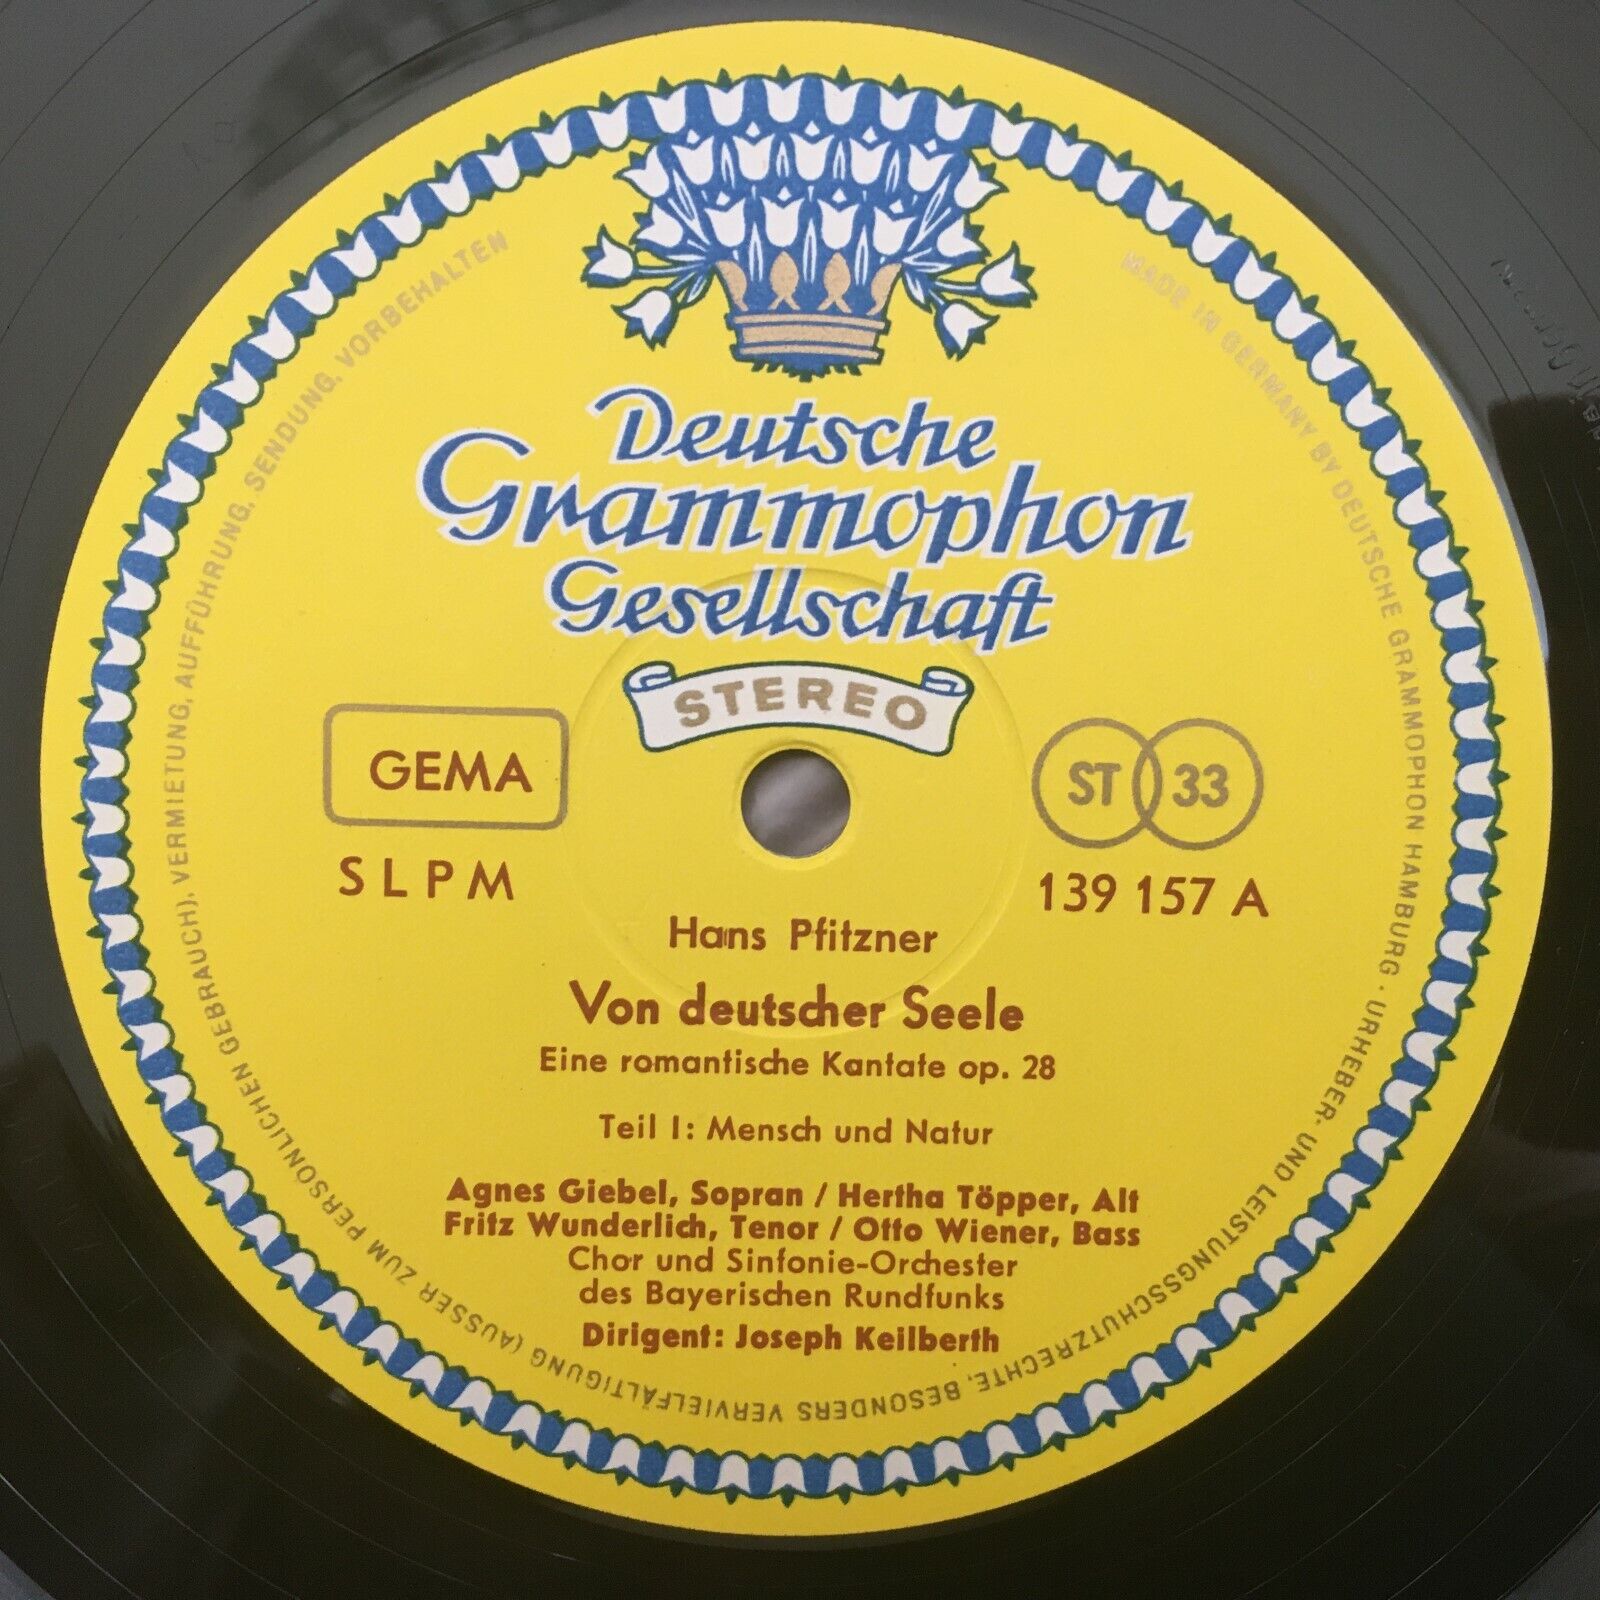 Deutsche
Grammophon
Gesellschaft
STEREO
GEMA
ST 33
SLPM
139 157 A
Hans Pfitzner
Von deutscher Seele
Eine romantische Kantate op. 28
Teil I: Mensch und Natur
Agnes Giebel, Sopran / Hertha Töpper, Alt
Fritz Wunderlich, Tenor / Otto Wiener, Bass
Chor und Sinfonie-Orchester
des Bayerischen Rundfunks
Dirigent: Joseph Keilberth
MADE IN GERMANY BY DEUTSCHE GRAMMOPHON HAMBURG · URHEBER- UND LEISTUNGSSCHUTZRECHTE, BESONDERS VERVIELFÄLTIGUNG (AUSSER ZUM PERSÖNLICHEN GEBRAUCH), VERMIETUNG, AUFFÜHRUNG, SENDUNG, VORBEHALTEN